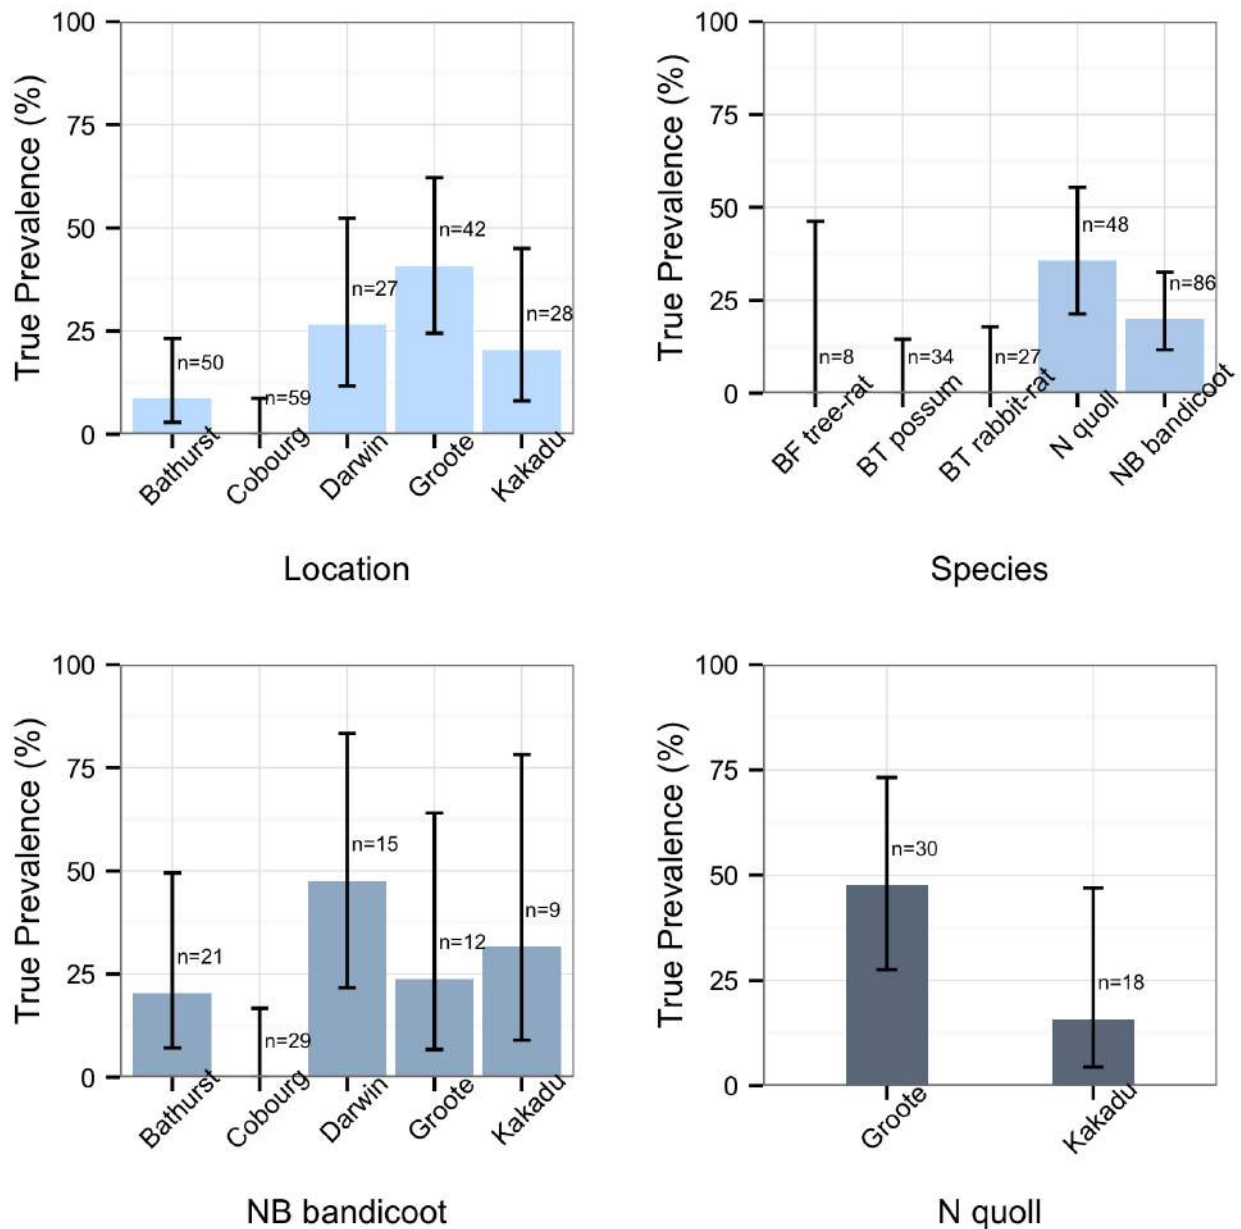 True Prevalence (%)
100
75
50
25
0
n=50
n=59
n=27
n=42
n=28
Bathurst
Cobourg
Darwin
Groote
Kakadu
Location
True Prevalence (%)
100
75
50
25
0
n=8
n=34
n=27
n=48
n=86
BF tree-rat
BT possum
BT rabbit-rat
N quoll
NB bandicoot
Species
True Prevalence (%)
100
75
50
25
0
n=21
n=29
n=15
n=12
n=9
Bathurst
Cobourg
Darwin
Groote
Kakadu
NB bandicoot
True Prevalence (%)
100
75
50
25
0
n=30
n=18
Groote
Kakadu
N quoll